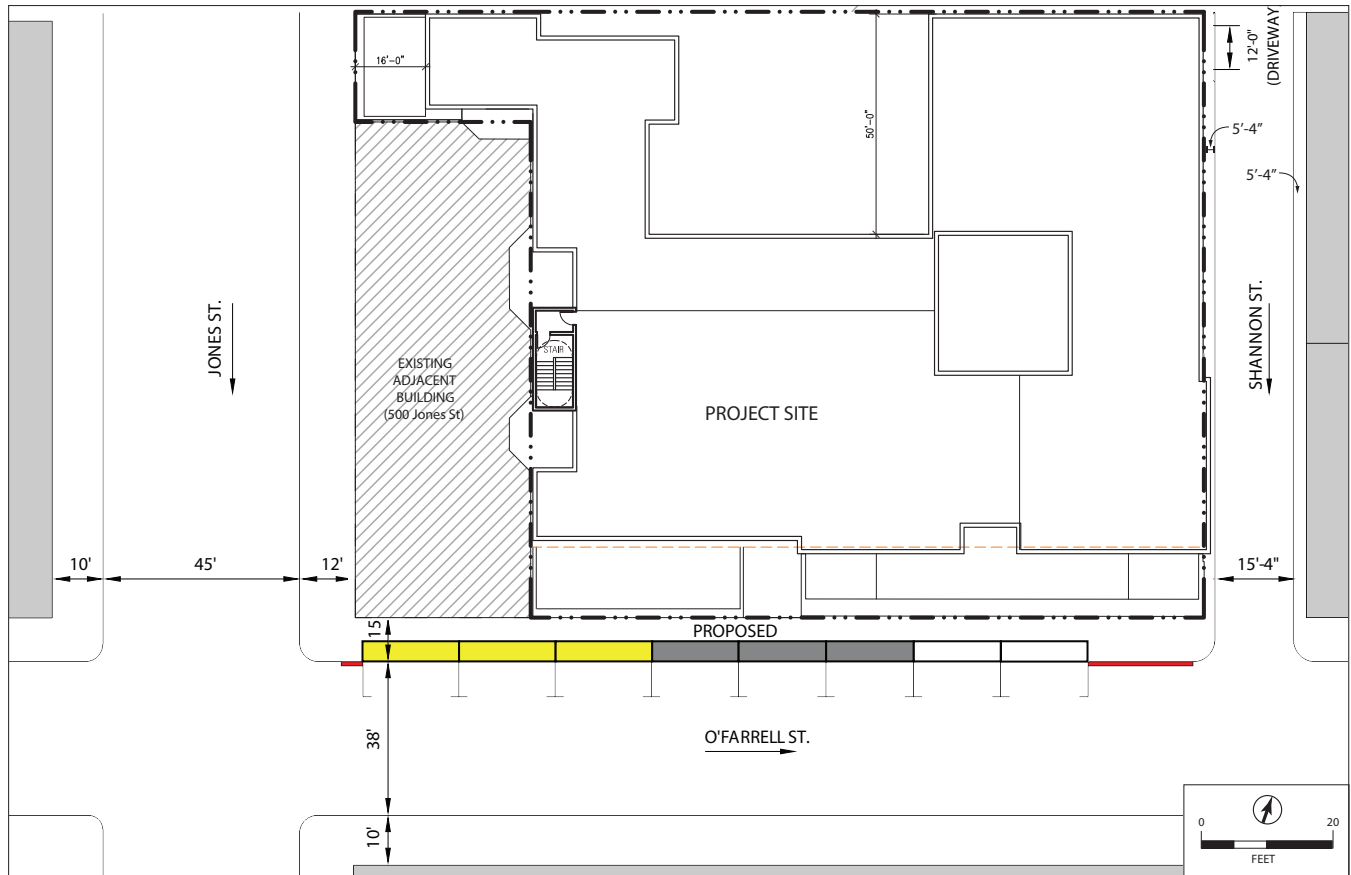 16'-0"
50'-0"
12'-0"
(DRIVEWAY)
5'-4"
5'-4"
JONES ST.
SHANNON ST.
STAIR
EXISTING
ADJACENT
BUILDING
(500 Jones St)
PROJECT SITE
10'
45'
12'
15'-4"
15
PROPOSED
38'
O'FARRELL ST.
10'
0
20
FEET